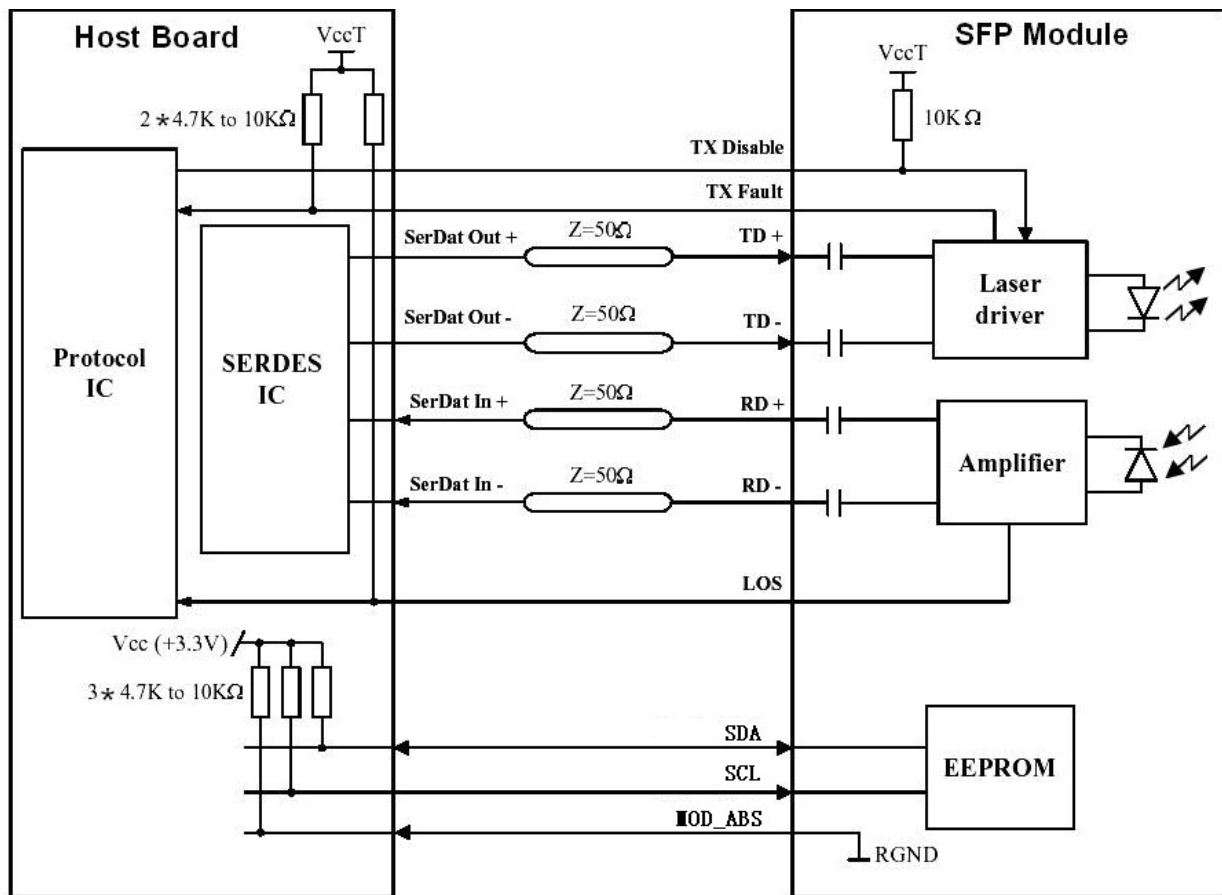 Host Board
SFP Module
VccT
VccT
2*4.7K to 10KΩ
10KΩ
TX Disable
TX Fault
SerDat Out +
Z=50Ω
TD +
Laser
driver
SerDat Out -
Z=50Ω
TD -
Protocol
IC
SERDES
IC
SerDat In +
Z=50Ω
RD +
Amplifier
SerDat In -
Z=50Ω
RD -
LOS
Vcc (+3.3V)
3*4.7K to 10KΩ
SDA
SCL
EEPROM
MOD_ABS
RGND